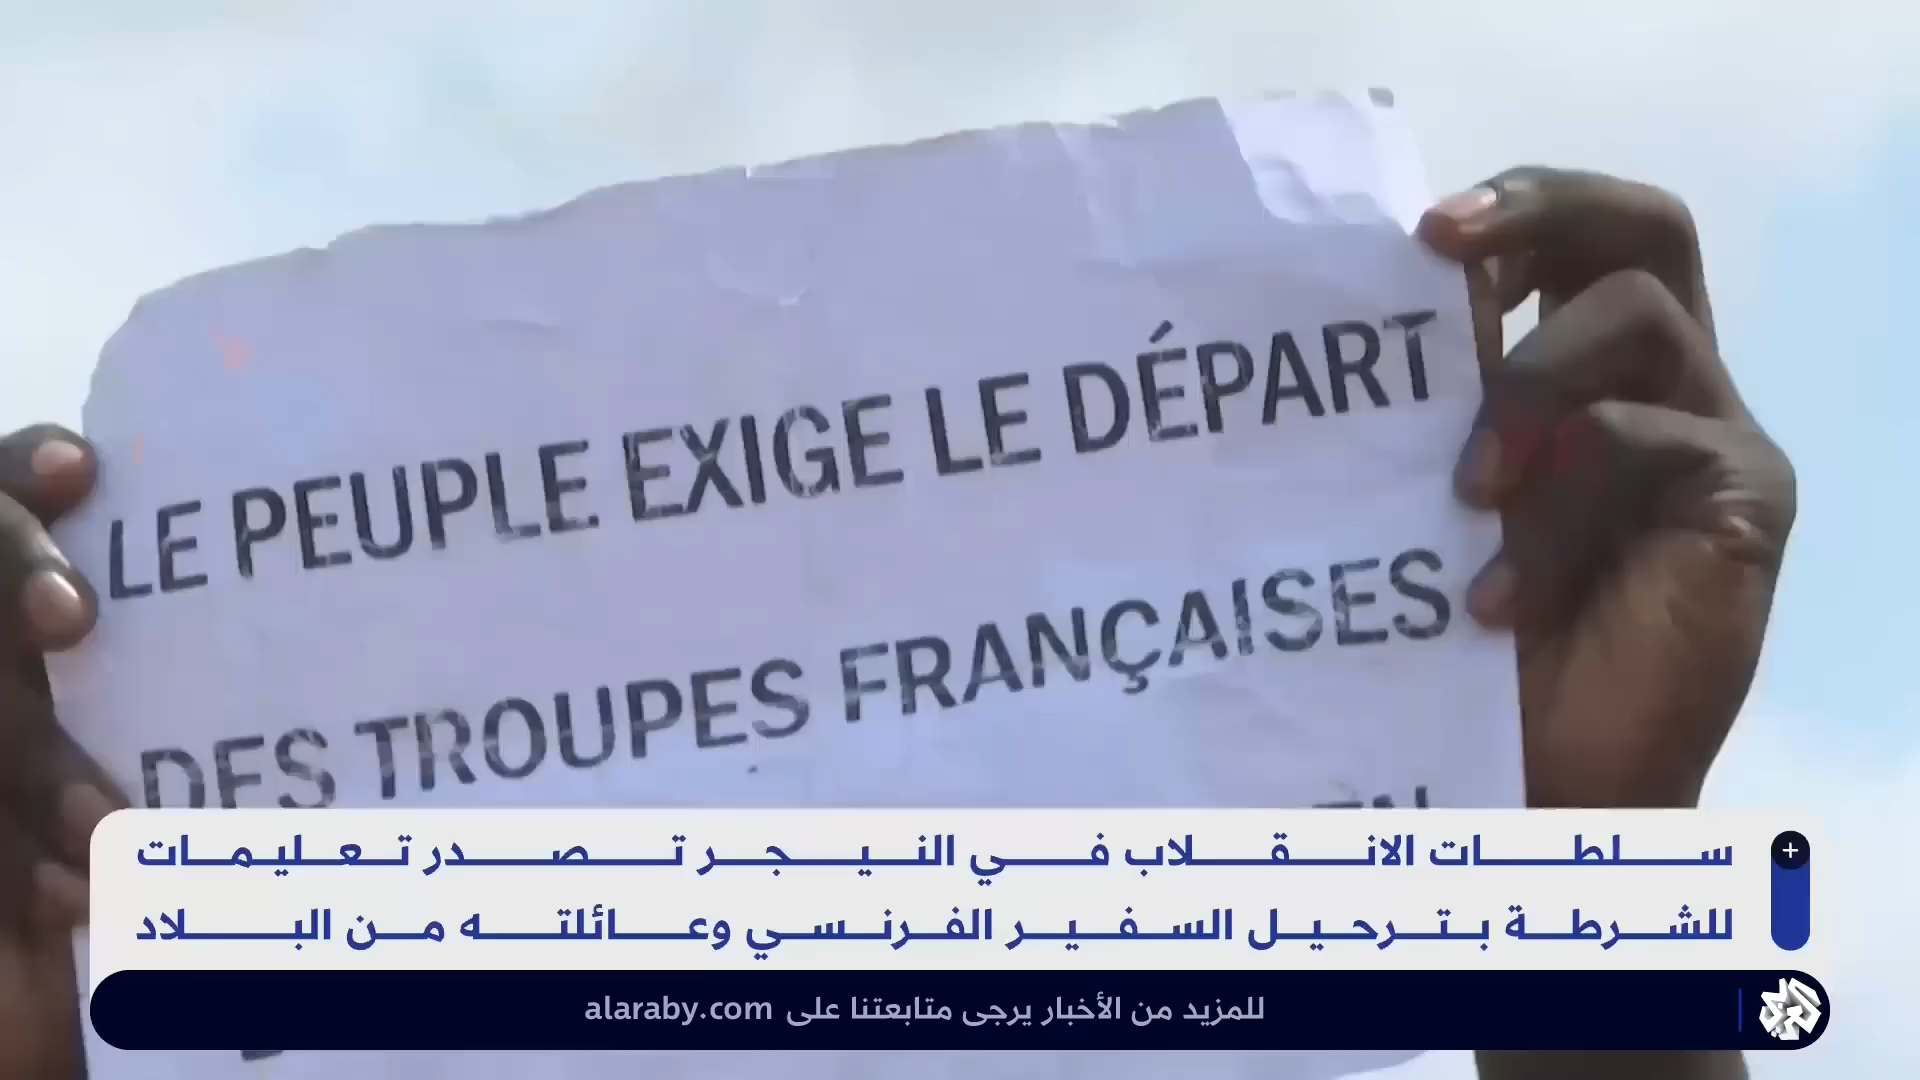 LE PEUPLE EXIGE LE DÉPART
DES TROUPES FRANÇAISES
سلطات الانقلاب في النيجر تصدر تعليمات
للشرطة بترحيل السفير الفرنسي وعائلته من البلاد
للمزيد من الأخبار يرجى متابعتنا على alaraby.com